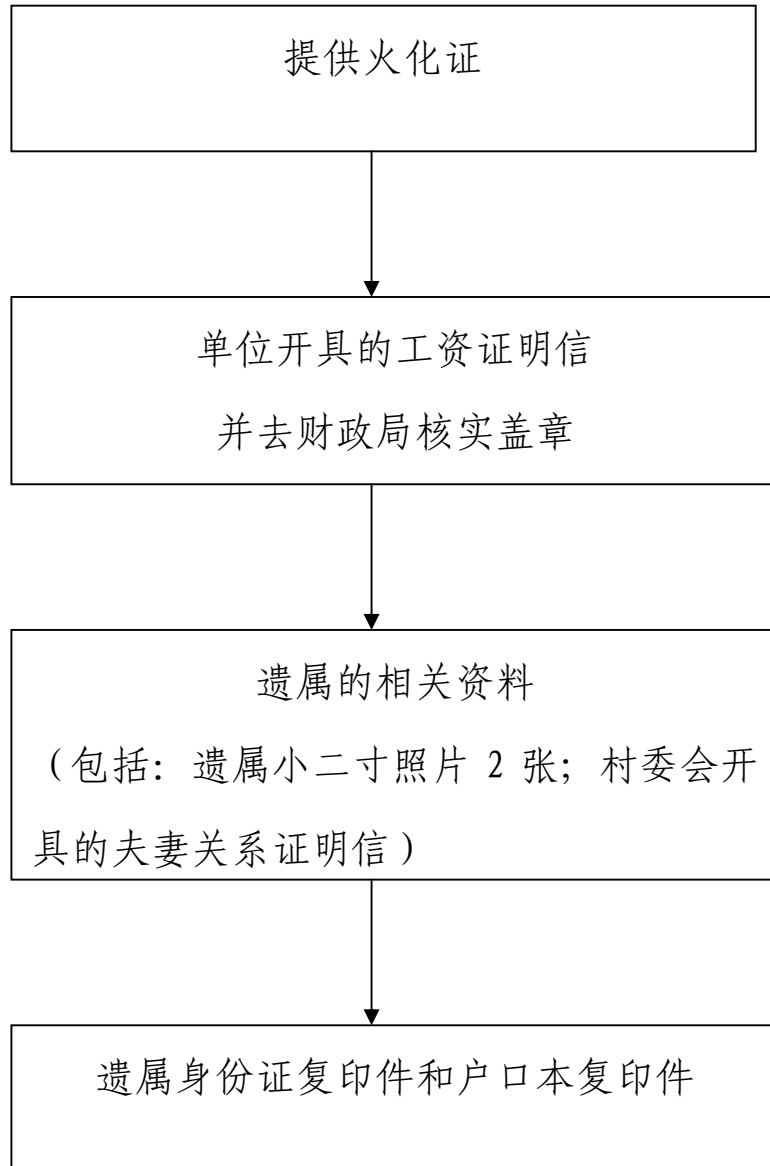 提供火化证
单位开具的工资证明信
并去财政局核实盖章
遗属的相关资料
（包括：遗属小二寸照片 2 张；村委会开
具的夫妻关系证明信）
遗属身份证复印件和户口本复印件